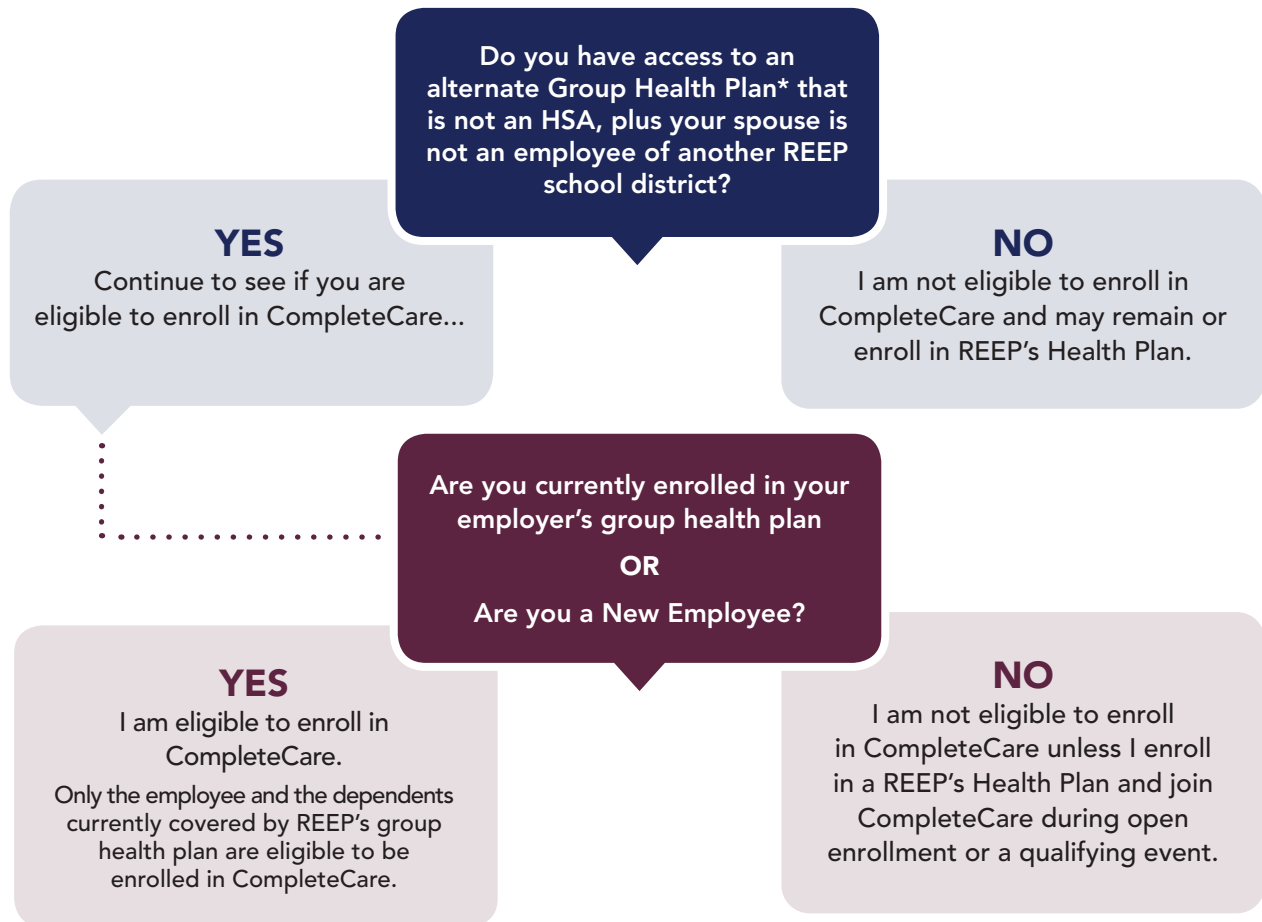 Do you have access to an
alternate Group Health Plan* that
is not an HSA, plus your spouse is
not an employee of another REEP
school district?
YES
Continue to see if you are
eligible to enroll in CompleteCare...
NO
I am not eligible to enroll in
CompleteCare and may remain or
enroll in REEP’s Health Plan.
Are you currently enrolled in your
employer’s group health plan
OR
Are you a New Employee?
YES
I am eligible to enroll in
CompleteCare.
Only the employee and the dependents
currently covered by REEP’s group
health plan are eligible to be
enrolled in CompleteCare.
NO
I am not eligible to enroll
in CompleteCare unless I enroll
in a REEP’s Health Plan and join
CompleteCare during open
enrollment or a qualifying event.